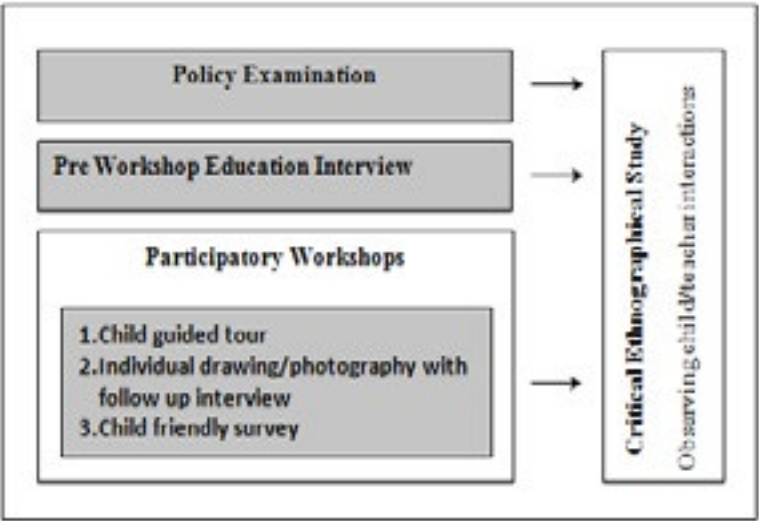 Policy Examination
Pre Workshop Education Interview
Participatory Workshops
1.Child guided tour
2.Individual drawing/photography with
follow up interview
3.Child friendly survey
Critical Ethnographical Study
Observing child/teacher interactions